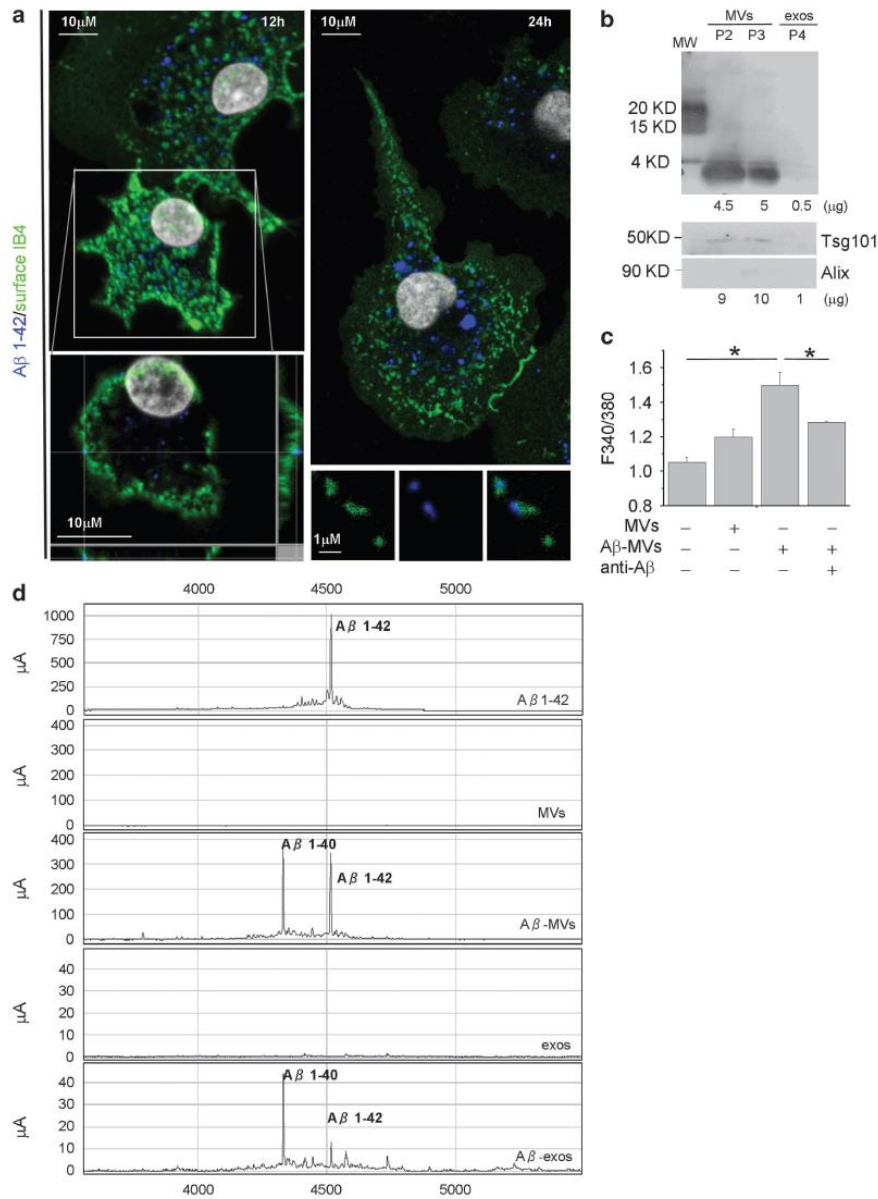 a
10μM 12h
10μM 24h
Aβ 1-42/surface IB4
10μM
1μM
b
MVs exos
MW P2 P3 P4
20 KD
15 KD
4 KD
4.5 5 0.5 (μg)
50KD Tsg101
90 KD Alix
9 10 1 (μg)
c
F340/380
1.6
1.4
1.2
1.0
0.8
* *
MVs – + – –
Aβ-MVs – – + +
anti-Aβ – – – +
d
4000 4500 5000
μA
1000
750
500
250
0
Aβ 1-42
Aβ1-42
μA
400
300
200
100
0
MVs
μA
400
300
200
100
0
Aβ 1-40
Aβ 1-42
Aβ-MVs
μA
40
30
20
10
0
exos
μA
40
30
20
10
0
Aβ 1-40
Aβ 1-42
Aβ-exos
4000 4500 5000